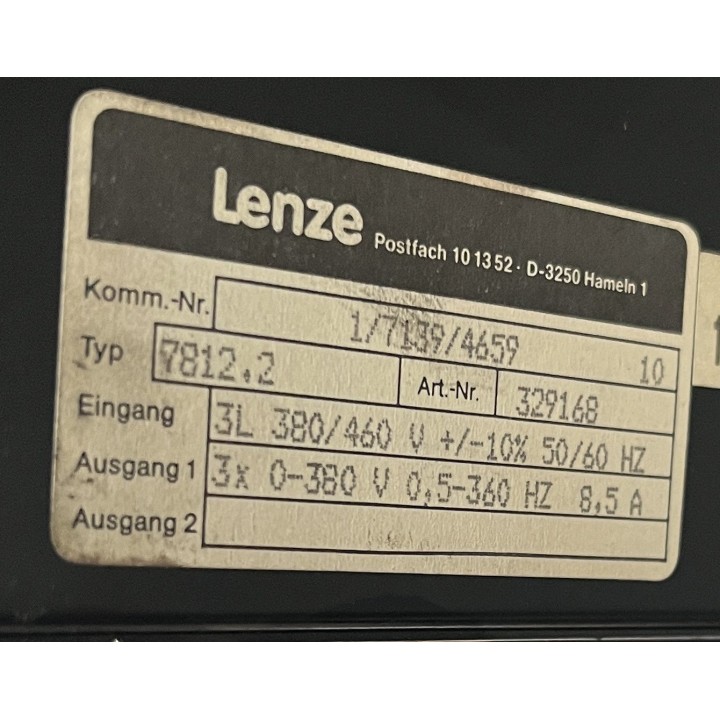 Lenze Postfach 10 13 52 · D-3250 Hameln 1
Komm.-Nr. 1/7139/4659 10
Typ 7812.2 Art.-Nr. 329168
Eingang 3L 380/460 V +/-10% 50/60 HZ
Ausgang 1 3x 0-380 V 0,5-360 HZ 8,5 A
Ausgang 2